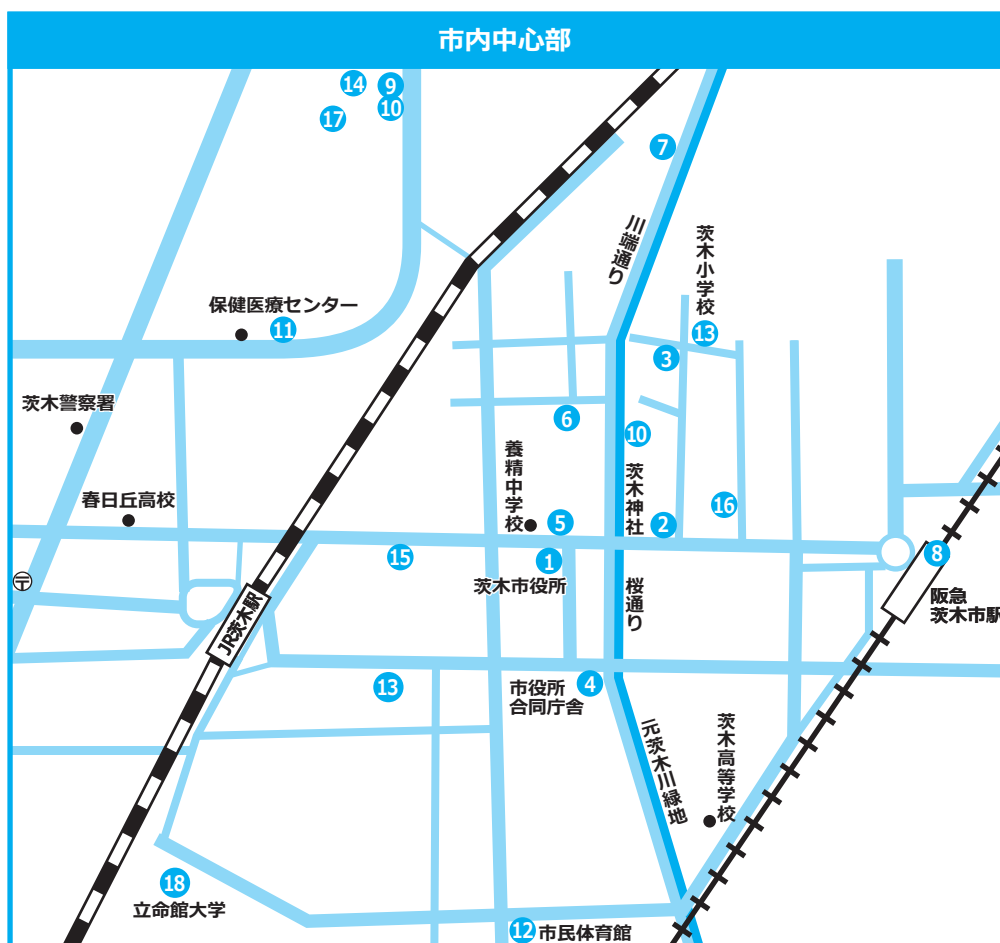 市内中心部
14
9
10
17
7
川端通り
茨木小学校
保健医療センター
11
13
3
茨木警察署
6
10
養精中学校
茨木神社
春日丘高校
16
5
2
〒
15
1
茨木市役所
桜通り
8
阪急
茨木市駅
JR茨木駅
13
市役所
合同庁舎
4
元茨木川緑地
茨木高等学校
18
立命館大学
12
市民体育館